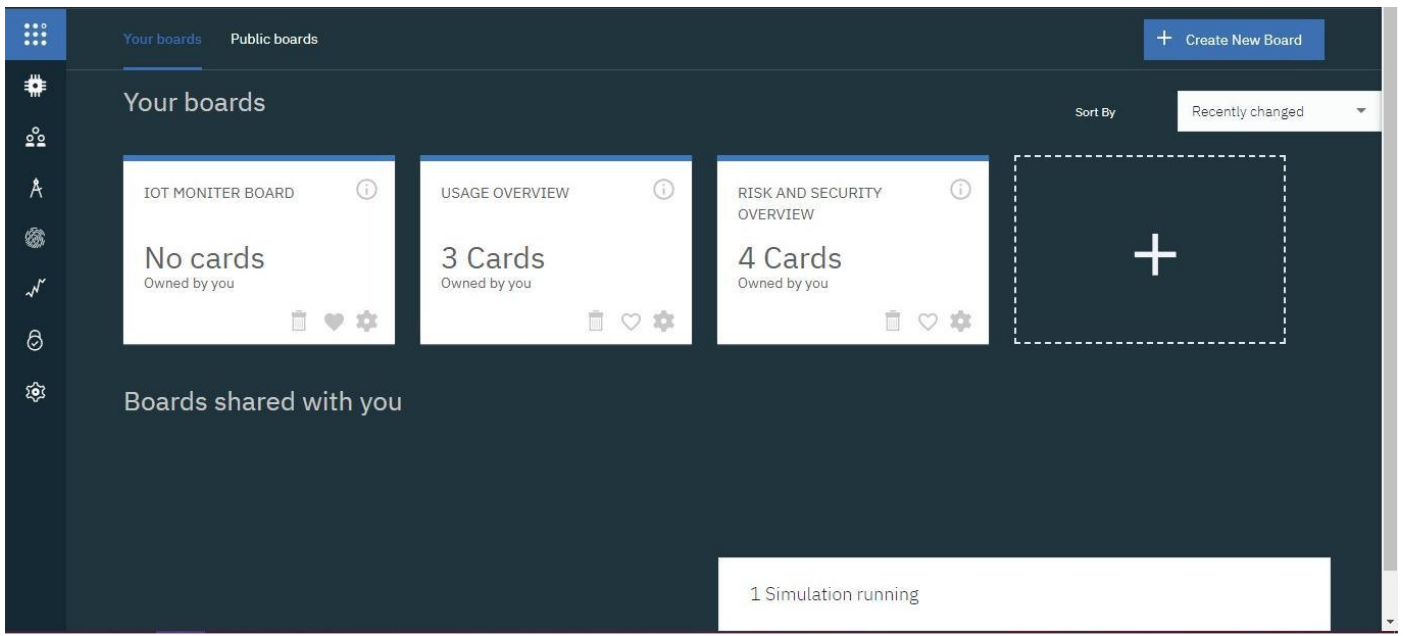 Your boards
Public boards
+ Create New Board
Your boards
Sort By
Recently changed
IOT MONITER BOARD
No cards
Owned by you
USAGE OVERVIEW
3 Cards
Owned by you
RISK AND SECURITY
OVERVIEW
4 Cards
Owned by you
Boards shared with you
1 Simulation running